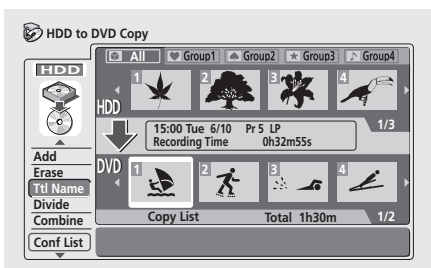 HDD to DVD Copy
All Group1 Group2 Group3 Group4
HDD
HDD 1 2 3 4
15:00 Tue 6/10 Pr 5 LP
Recording Time 0h32m55s
1/3
Add
Erase
Ttl Name
Divide
Combine
Conf List
DVD 1 2 3 4
Copy List Total 1h30m 1/2